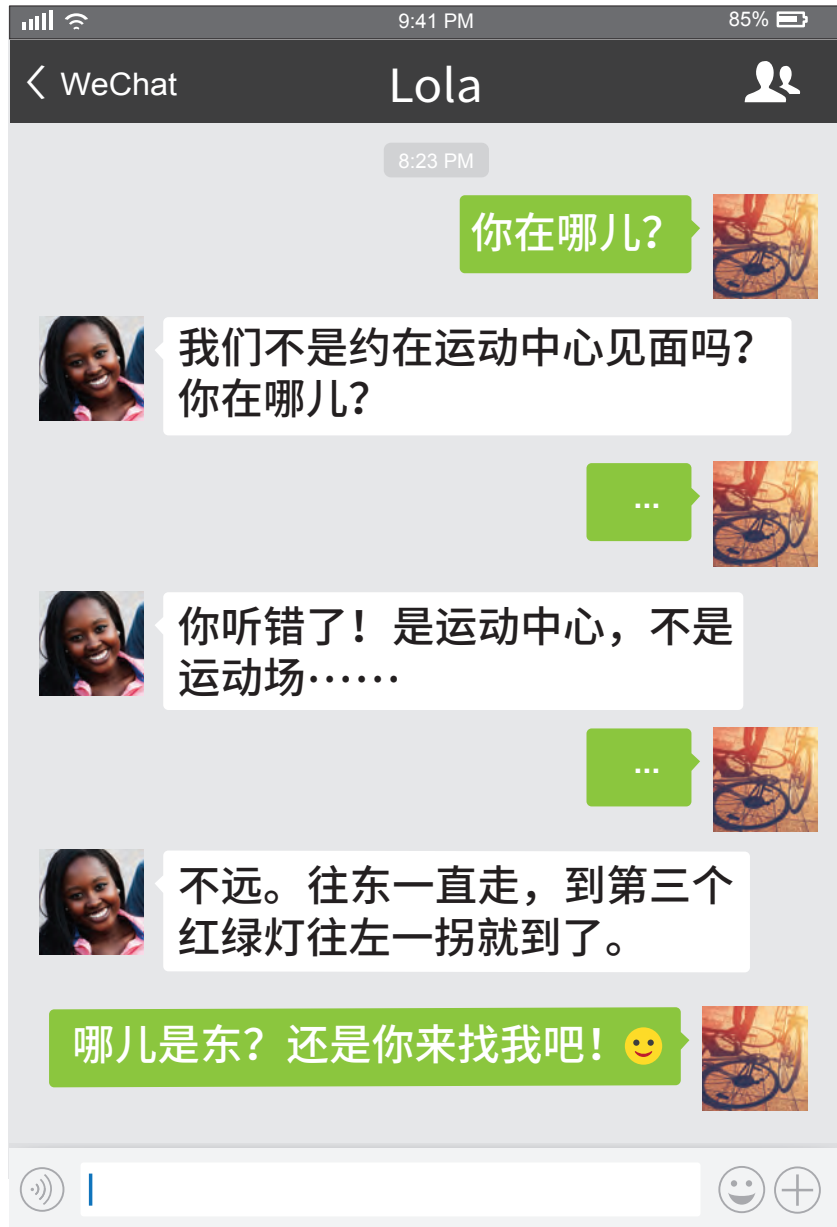 9:41 PM 85%
WeChat Lola
8:23 PM
你在哪儿？
我们不是约在运动中心见面吗？
你在哪儿？
...
你听错了！是运动中心，不是
运动场……
...
不远。往东一直走，到第三个
红绿灯往左一拐就到了。
哪儿是东？还是你来找我吧！🙂